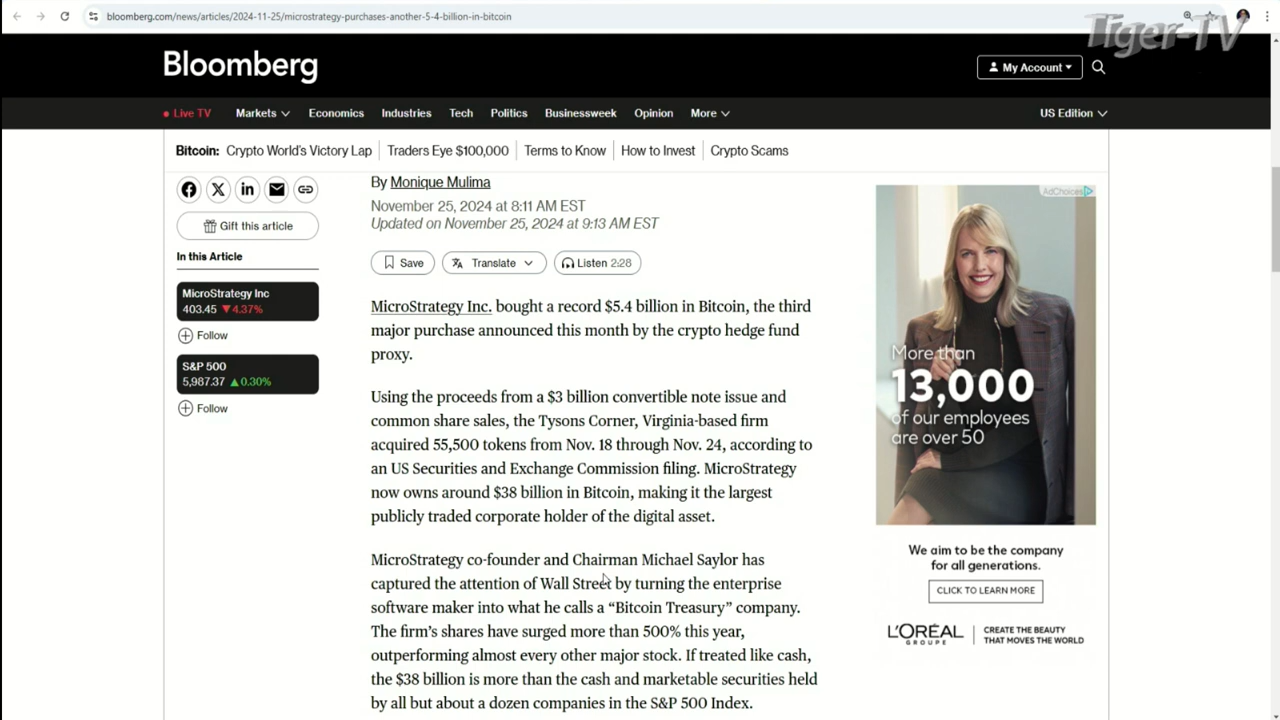 bloomberg.com/news/articles/2024-11-25/microstrategy-purchases-another-5-4-billion-in-bitcoin
Tiger-TV
Bloomberg
My Account
Live TV
Markets
Economics
Industries
Tech
Politics
Businessweek
Opinion
More
US Edition
Bitcoin:
Crypto World's Victory Lap
Traders Eye $100,000
Terms to Know
How to Invest
Crypto Scams
Gift this article
In this Article
MicroStrategy Inc
403.45 ▼4.37%
Follow
S&P 500
5,987.37 ▲0.30%
Follow
By Monique Mulima
November 25, 2024 at 8:11 AM EST
Updated on November 25, 2024 at 9:13 AM EST
Save
Translate
Listen 2:28
MicroStrategy Inc. bought a record $5.4 billion in Bitcoin, the third
major purchase announced this month by the crypto hedge fund
proxy.
Using the proceeds from a $3 billion convertible note issue and
common share sales, the Tysons Corner, Virginia-based firm
acquired 55,500 tokens from Nov. 18 through Nov. 24, according to
an US Securities and Exchange Commission filing. MicroStrategy
now owns around $38 billion in Bitcoin, making it the largest
publicly traded corporate holder of the digital asset.
MicroStrategy co-founder and Chairman Michael Saylor has
captured the attention of Wall Street by turning the enterprise
software maker into what he calls a “Bitcoin Treasury” company.
The firm's shares have surged more than 500% this year,
outperforming almost every other major stock. If treated like cash,
the $38 billion is more than the cash and marketable securities held
by all but about a dozen companies in the S&P 500 Index.
AdChoices
More than
13,000
of our employees
are over 50
We aim to be the company
for all generations.
CLICK TO LEARN MORE
L'ORÉAL
GROUPE
CREATE THE BEAUTY
THAT MOVES THE WORLD